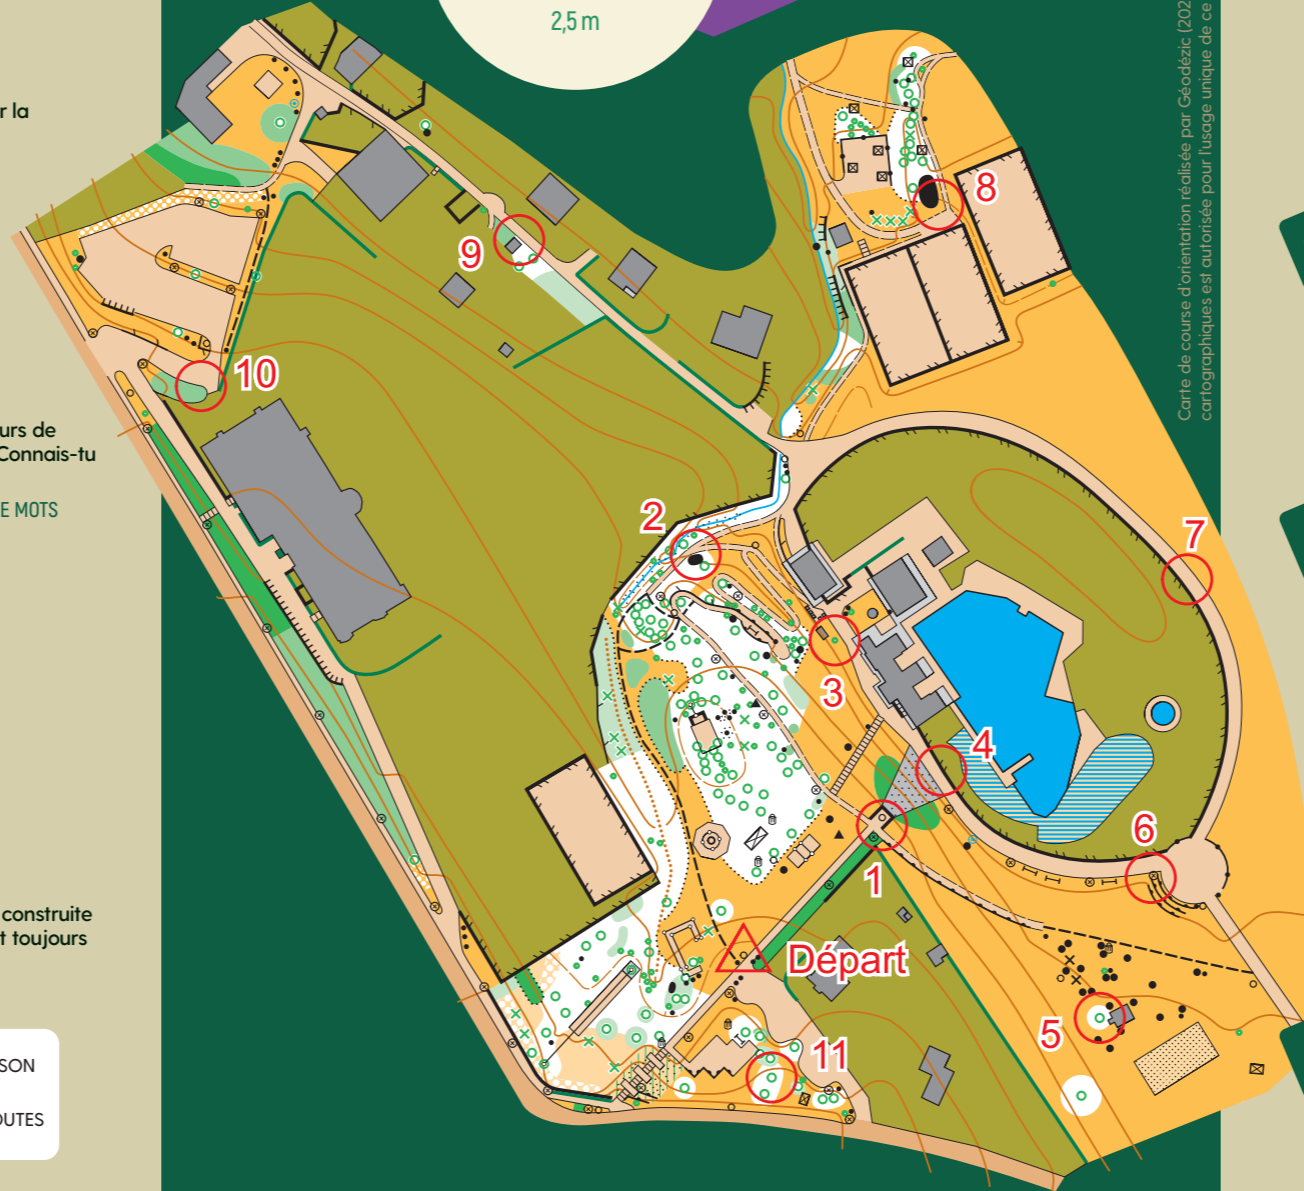 2,5 m
r la
Carte de course d'orientation réalisée par Géodézic (202
cartographiques est autorisée pour l'usage unique de ce
8
9
10
urs de
Connais-tu
E MOTS
2
7
3
4
6
1
construite
t toujours
Départ
5
11
SON
OUTES